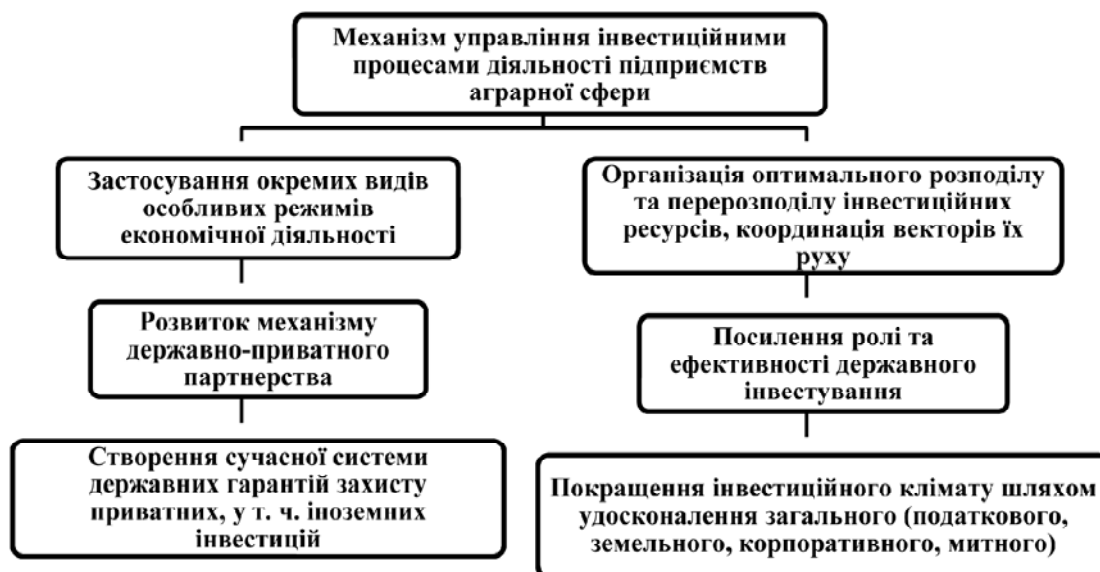 Механізм управління інвестиційними
процесами діяльності підприємств
аграрної сфери
Застосування окремих видів
особливих режимів
економічної діяльності
Організація оптимального розподілу
та перерозподілу інвестиційних
ресурсів, координація векторів їх
руху
Розвиток механізму
державно-приватного
партнерства
Посилення ролі та
ефективності державного
інвестування
Створення сучасної системи
державних гарантій захисту
приватних, у т. ч. іноземних
інвестицій
Покращення інвестиційного клімату шляхом
удосконалення загального (податкового,
земельного, корпоративного, митного)